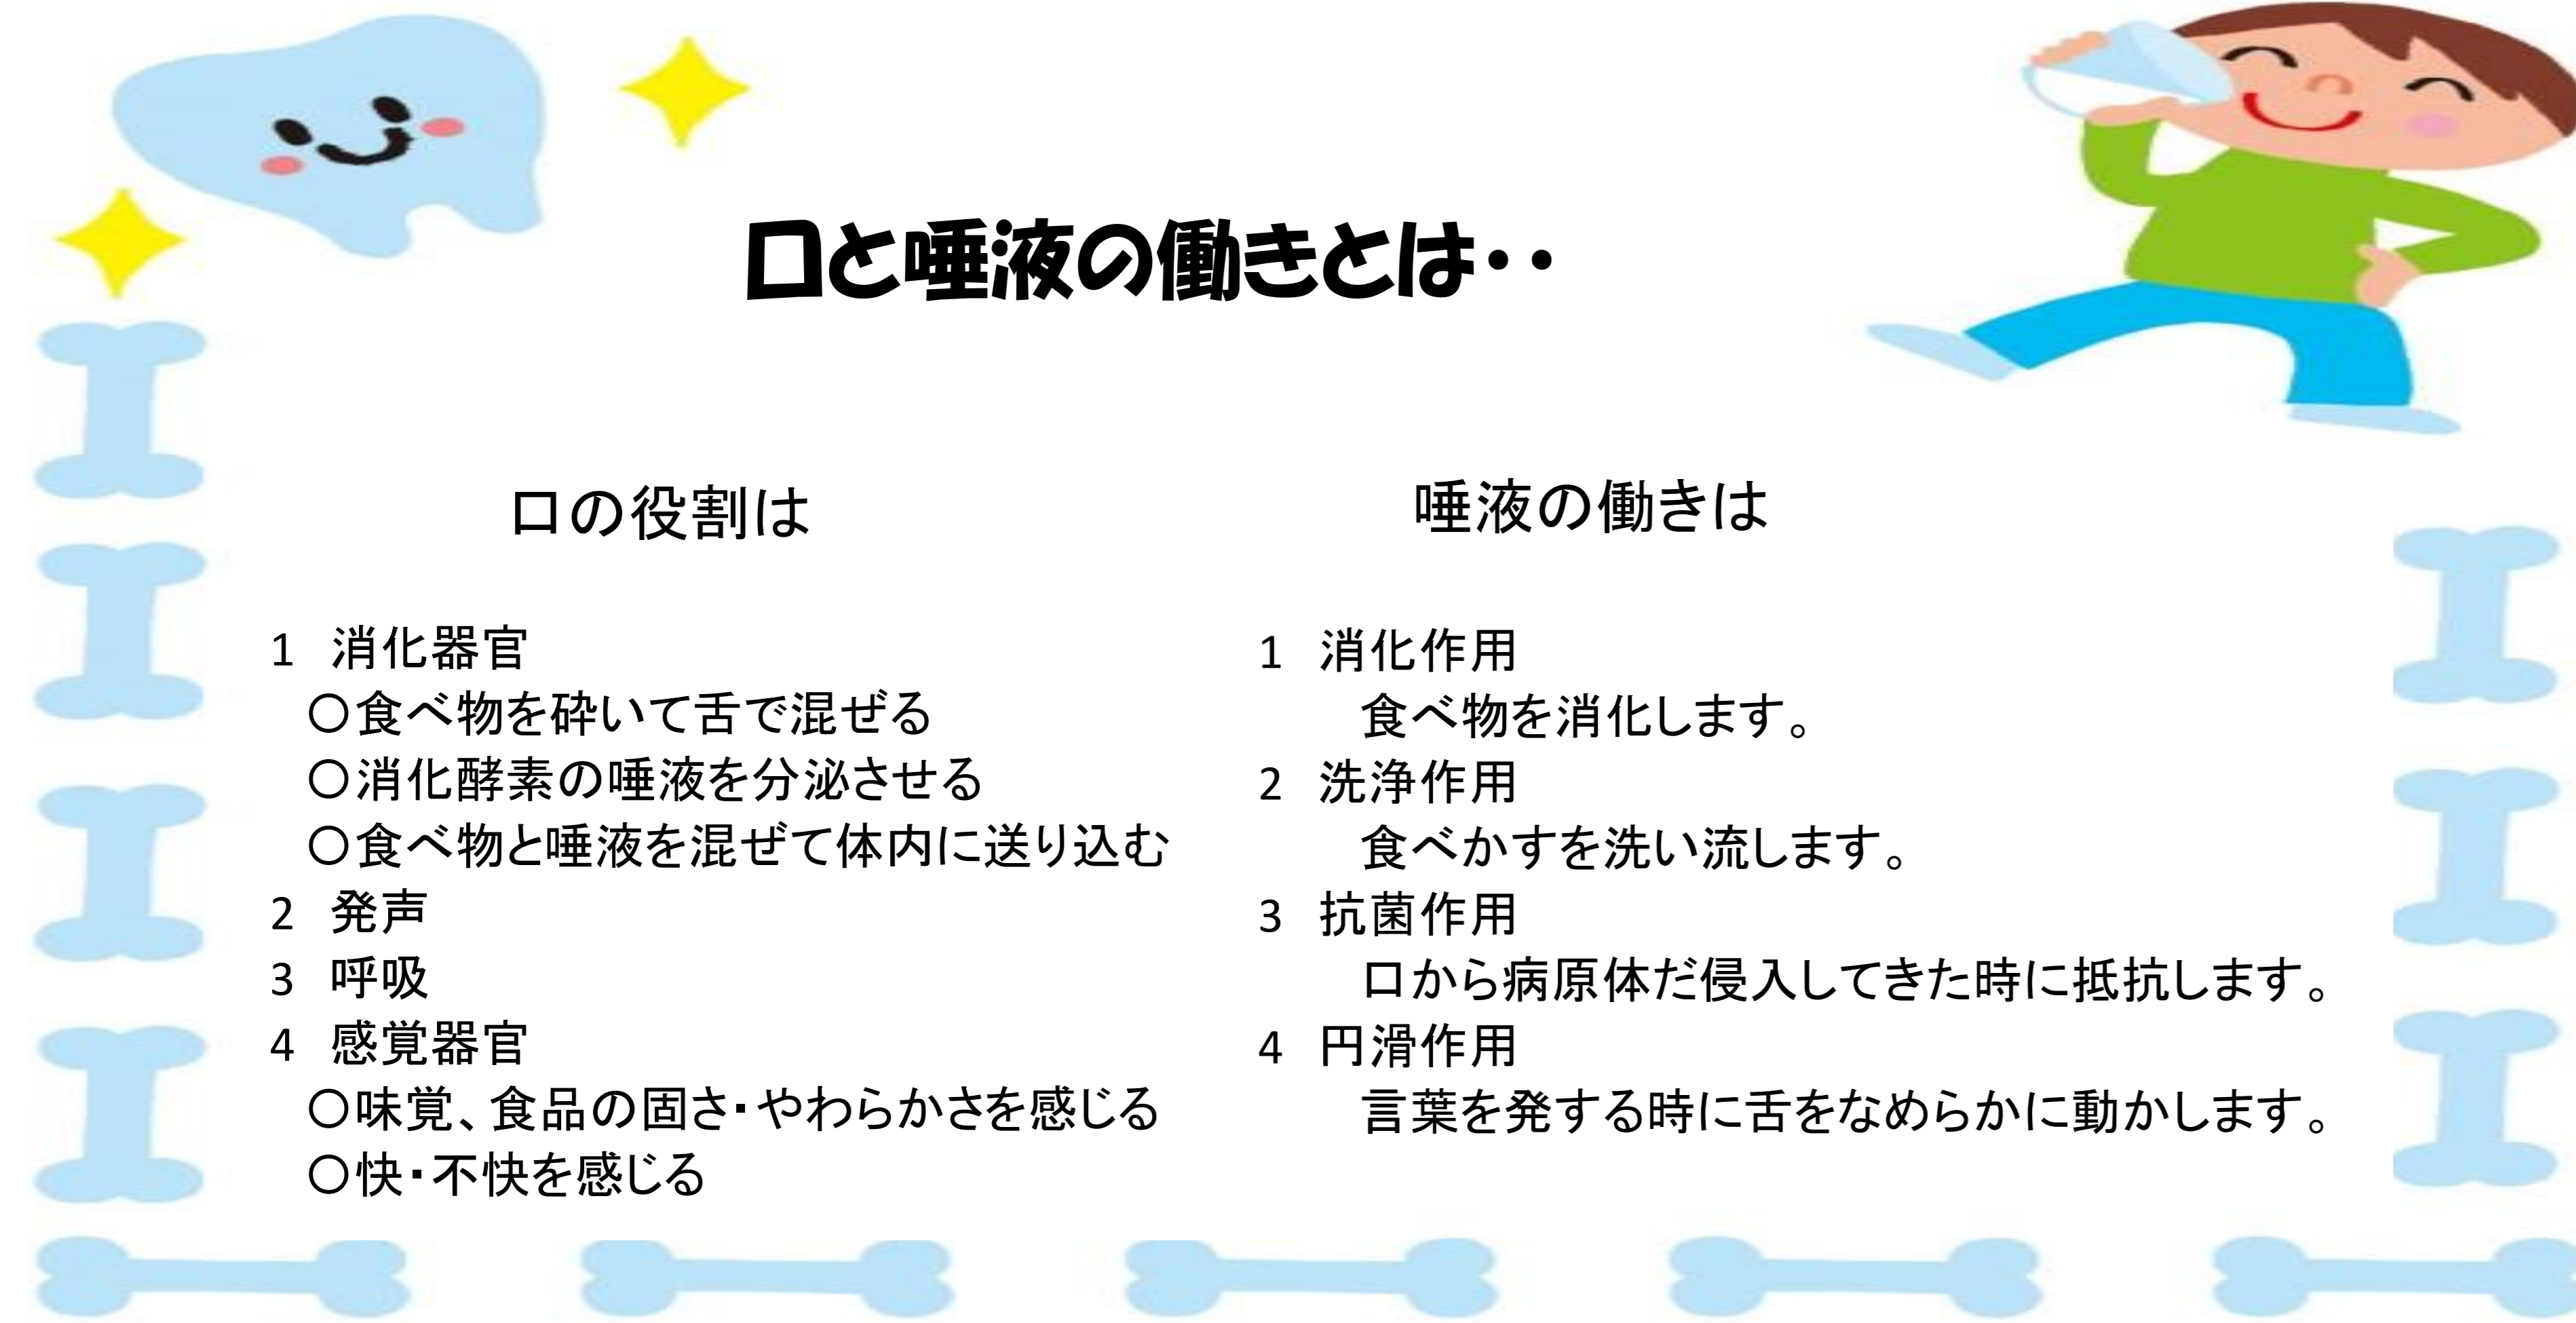 口と唾液の働きとは・・
口の役割は
1 消化器官
〇食べ物を砕いて舌で混ぜる
〇消化酵素の唾液を分泌させる
〇食べ物と唾液を混ぜて体内に送り込む
2 発声
3 呼吸
4 感覚器官
〇味覚、食品の固さ・やわらかさを感じる
〇快・不快を感じる
唾液の働きは
1 消化作用
食べ物を消化します。
2 洗浄作用
食べかすを洗い流します。
3 抗菌作用
口から病原体だ侵入してきた時に抵抗します。
4 円滑作用
言葉を発する時に舌をなめらかに動かします。